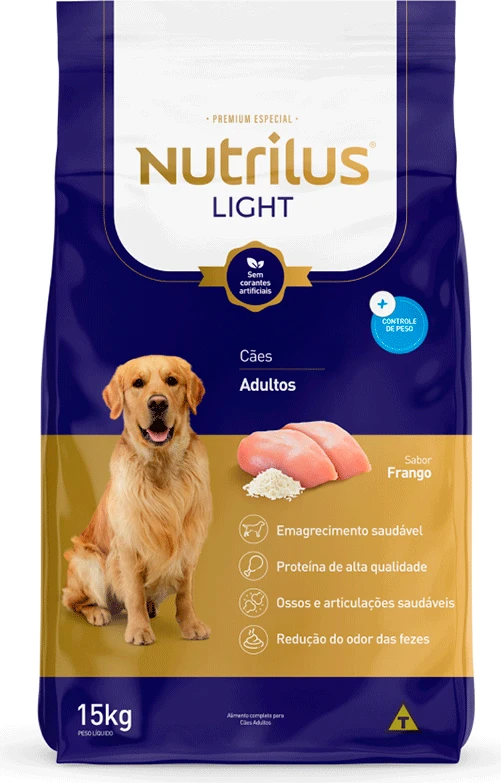 • PREMIUM ESPECIAL •
Nutrilus®
LIGHT
Sem
corantes
artificiais
+
CONTROLE
DE PESO
Cães
Adultos
Sabor
Frango
Emagrecimento saudável
Proteína de alta qualidade
Ossos e articulações saudáveis
Redução do odor das fezes
15kg
PESO LÍQUIDO
Alimento completo para
Cães Adultos
T